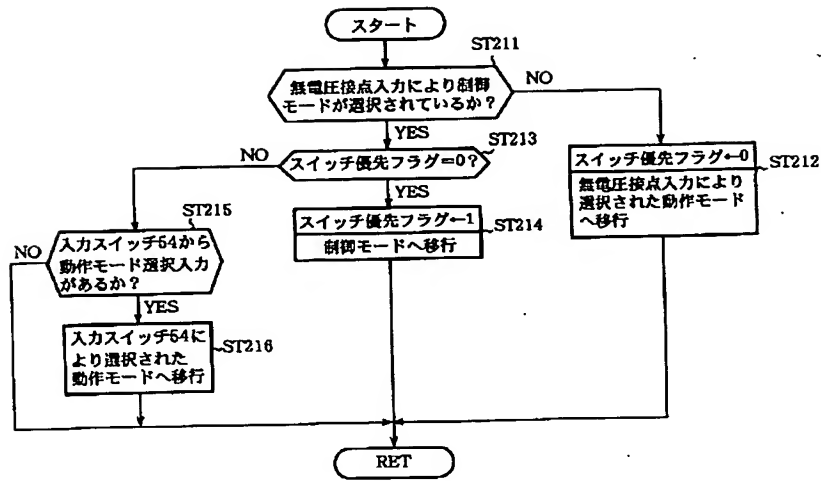 スタート
ST211
無電圧接点入力により制御
モードが選択されているか?
NO
YES
ST213
NO
スイッチ優先フラグ=0?
YES
スイッチ優先フラグ←0
ST212
無電圧接点入力により
選択された動作モード
へ移行
ST215
スイッチ優先フラグ←1
ST214
制御モードへ移行
NO
入力スイッチ54から
動作モード選択入力
があるか?
YES
入力スイッチ54に
より選択された
動作モードへ移行
ST216
RET